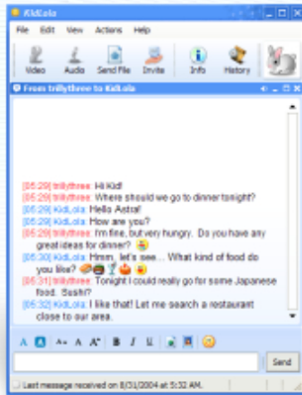 KidLola
File Edit View Actions Help
Video Audio Send File Invite Info History
From trillythree to KidLola
[05:29] trillythree: Hi Kid!
[05:29] trillythree: Where should we go to dinner tonight?
[05:29] KidLola: Hello Astra!
[05:29] KidLola: How are you?
[05:29] trillythree: I'm fine, but very hungry. Do you have any
great ideas for dinner?
[05:30] KidLola: Hmm, let's see... What kind of food do
you like?
[05:31] trillythree: Tonight I could really go for some Japanese
food. Sushi?
[05:32] KidLola: I like that! Let me search a restaurant
close to our area.
A A A+ A A+ B I U
Send
Last message received on 8/31/2004 at 5:32 AM.